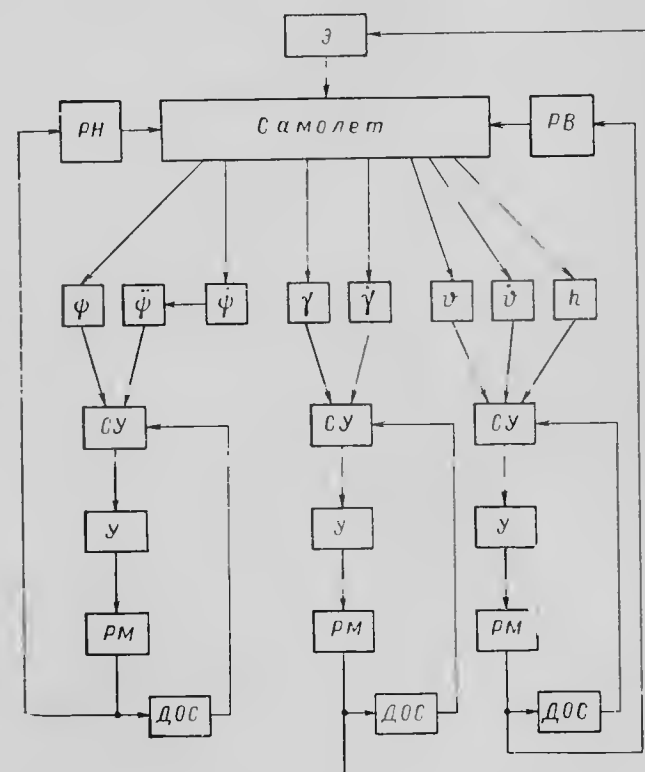 Э
РН Самолет РВ
ψ ψ̈ ψ̇ γ γ̇ ϑ ϑ̇ h
СУ СУ СУ
У У У
РМ РМ РМ
ДОС ДОС ДОС